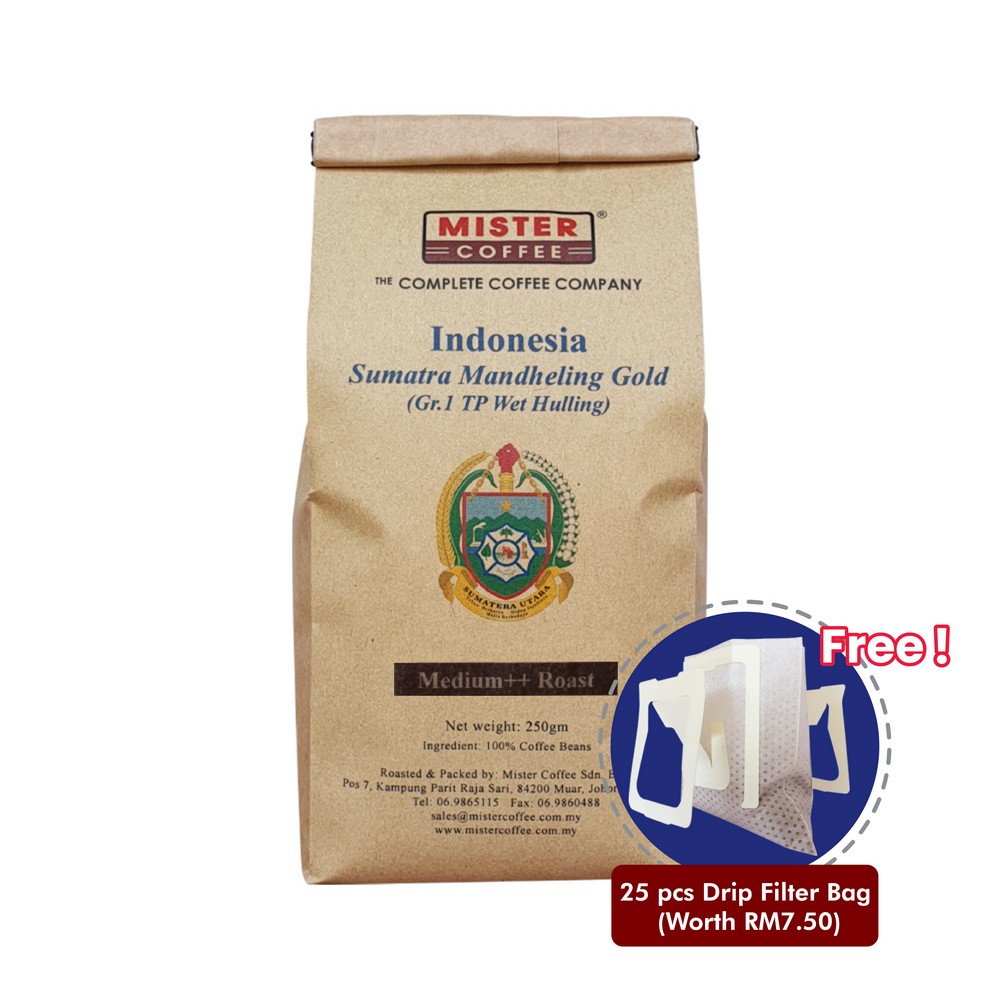 MISTER®
COFFEE
THE COMPLETE COFFEE COMPANY
Indonesia
Sumatra Mandheling Gold
(Gr.1 TP Wet Hulling)
SUMATERA UTARA
Medium++ Roast
Net weight: 250gm
Ingredient: 100% Coffee Beans
Roasted & Packed by: Mister Coffee Sdn.
Pos 7, Kampung Parit Raja Sari, 84200 Muar,
Tel: 06.9865115 Fax: 06.9860488
sales@mistercoffee.com.my
www.mistercoffee.com.my
Free!
25 pcs Drip Filter Bag
(Worth RM7.50)